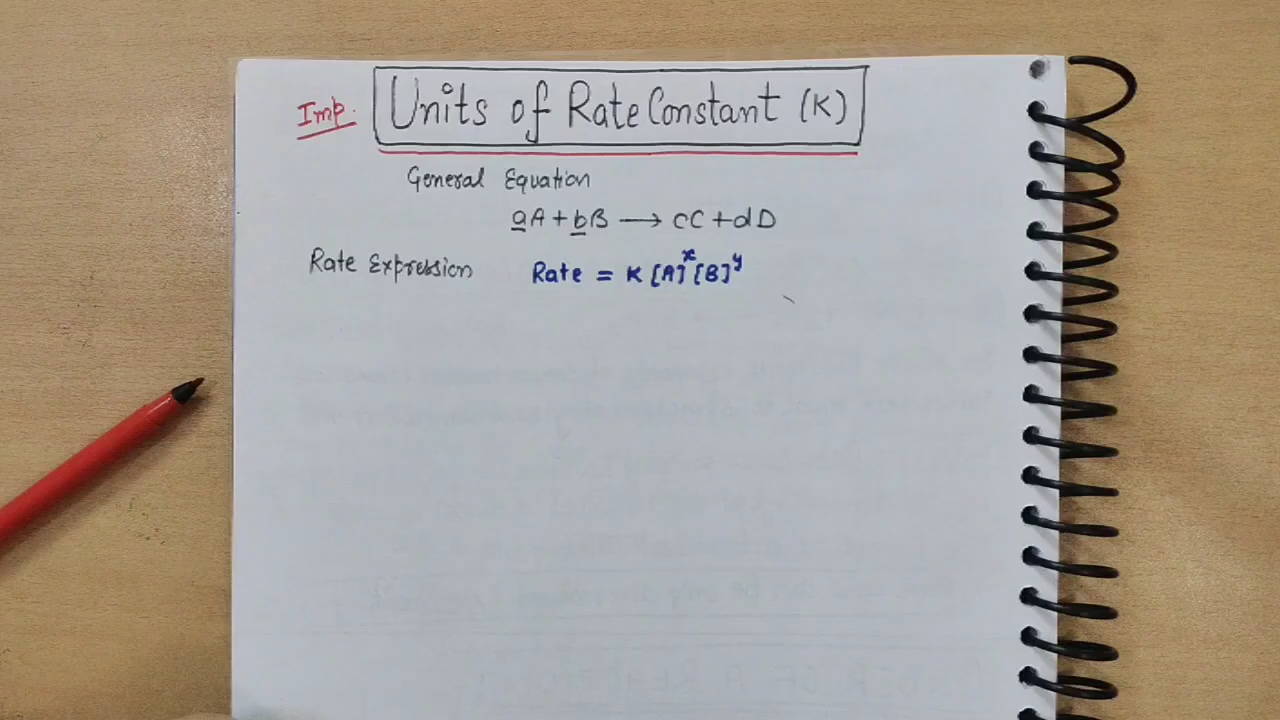 Imp. Units of Rate Constant (K)
General Equation
aA + bB → cC + dD
Rate Expression Rate = K [A]^x [B]^y